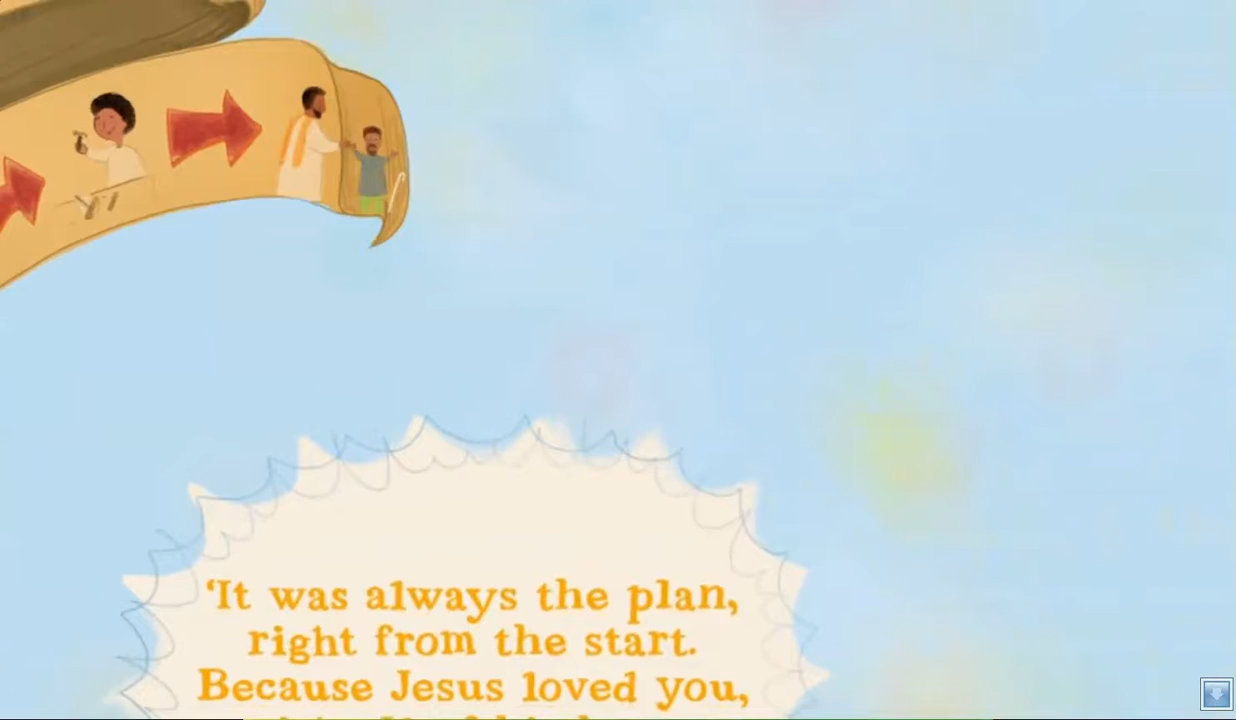 ‘It was always the plan,
right from the start.
Because Jesus loved you,